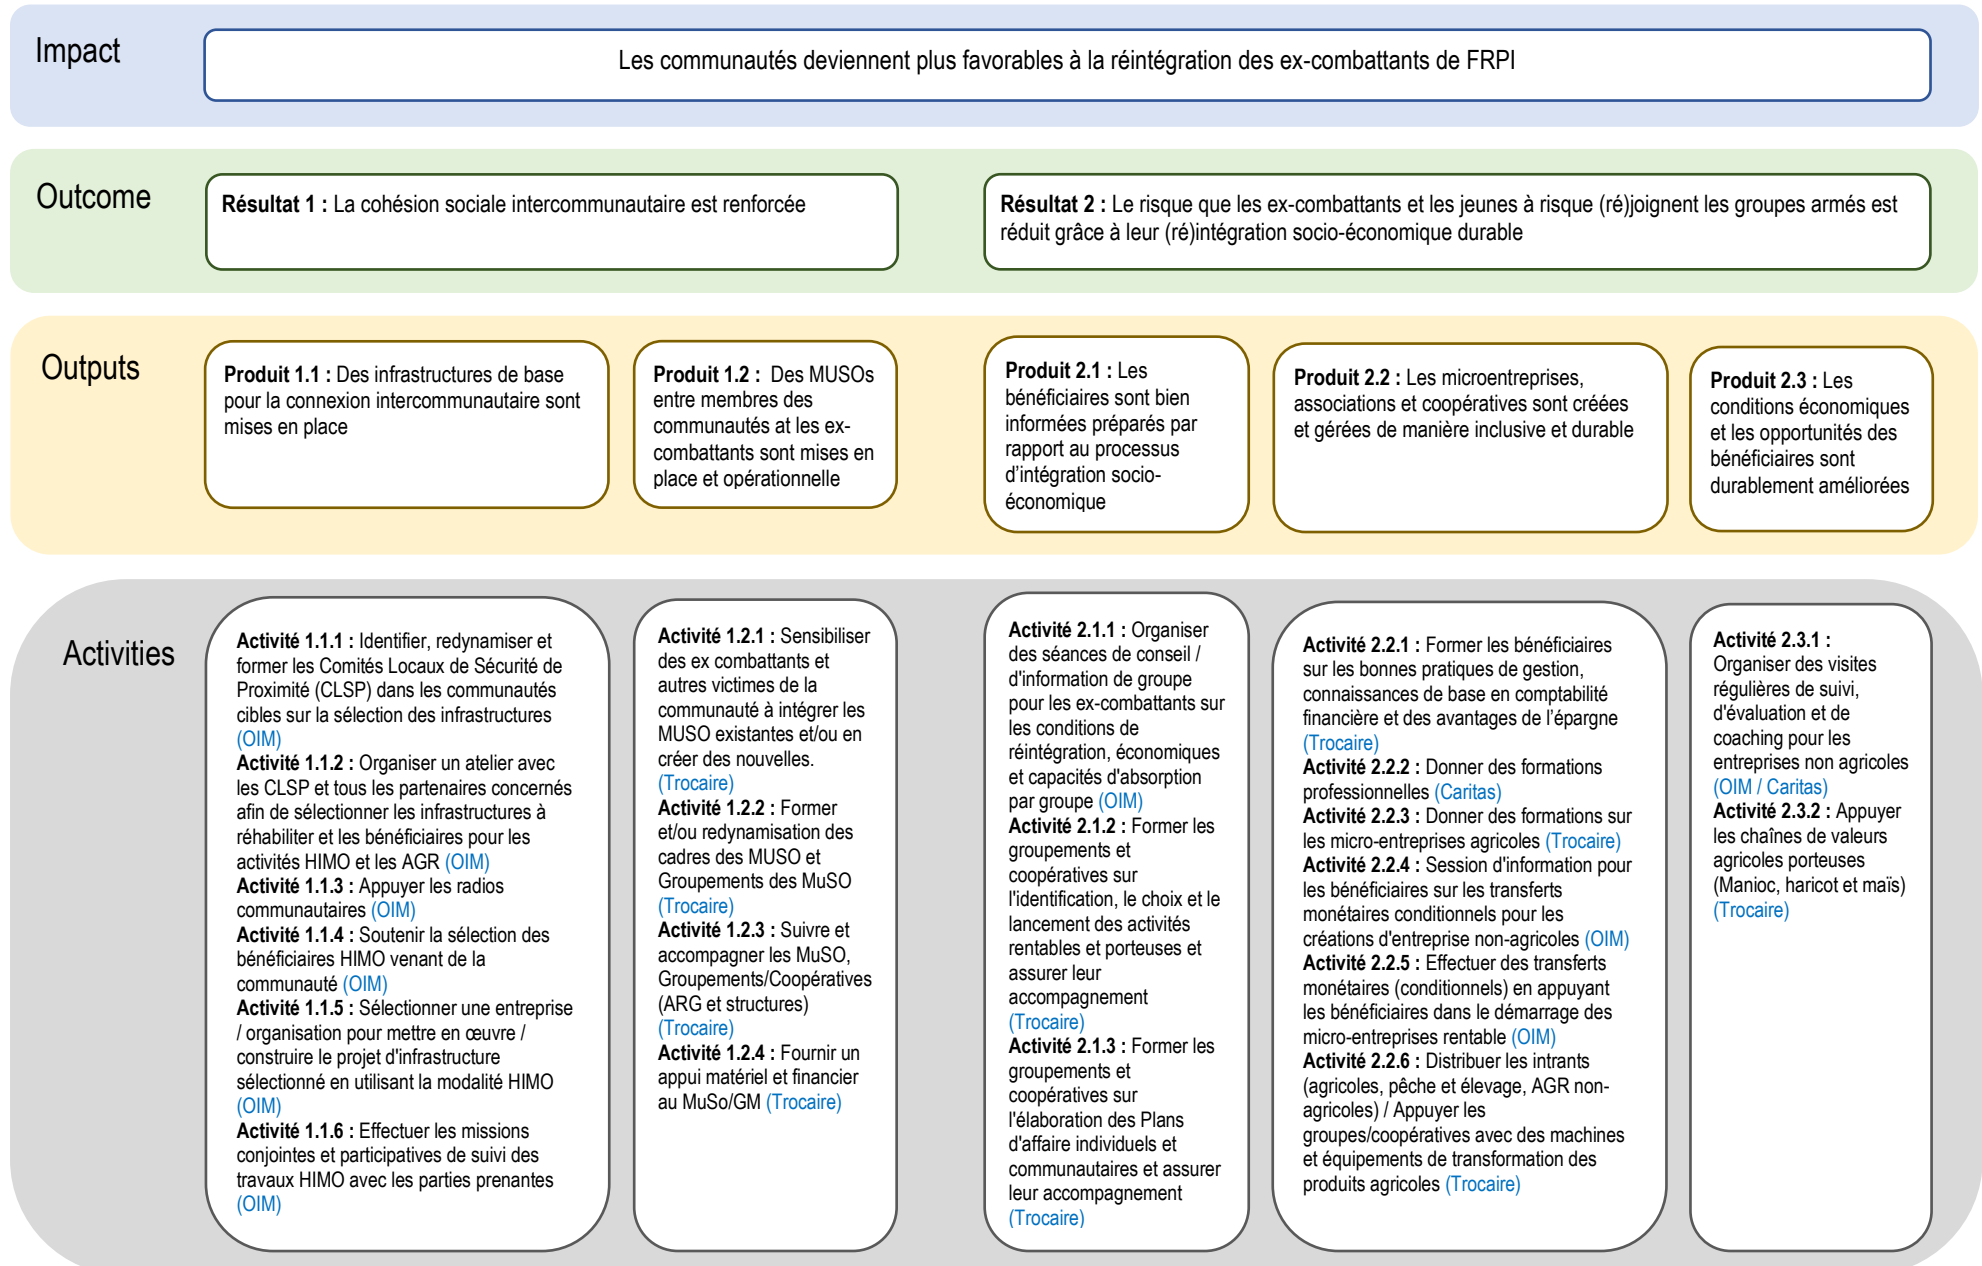 Impact
Les communautés deviennent plus favorables à la réintégration des ex-combattants de FRPI
Outcome
Résultat 1 : La cohésion sociale intercommunautaire est renforcée
Résultat 2 : Le risque que les ex-combattants et les jeunes à risque (ré)joignent les groupes armés est
réduit grâce à leur (ré)intégration socio-économique durable
Outputs
Produit 1.1 : Des infrastructures de base
pour la connexion intercommunautaire sont
mises en place
Produit 1.2 : Des MUSOs
entre membres des
communautés at les ex-
combattants sont mises en
place et opérationnelle
Produit 2.1 : Les
bénéficiaires sont bien
informées préparés par
rapport au processus
d'intégration socio-
économique
Produit 2.2 : Les microentreprises,
associations et coopératives sont créées
et gérées de manière inclusive et durable
Produit 2.3 : Les
conditions économiques
et les opportunités des
bénéficiaires sont
durablement améliorées
Activities
Activité 1.1.1 : Identifier, redynamiser et
former les Comités Locaux de Sécurité de
Proximité (CLSP) dans les communautés
cibles sur la sélection des infrastructures
(OIM)
Activité 1.1.2 : Organiser un atelier avec
les CLSP et tous les partenaires concernés
afin de sélectionner les infrastructures à
réhabiliter et les bénéficiaires pour les
activités HIMO et les AGR (OIM)
Activité 1.1.3 : Appuyer les radios
communautaires (OIM)
Activité 1.1.4 : Soutenir la sélection des
bénéficiaires HIMO venant de la
communauté (OIM)
Activité 1.1.5 : Sélectionner une entreprise
/ organisation pour mettre en œuvre /
construire le projet d'infrastructure
sélectionné en utilisant la modalité HIMO
(OIM)
Activité 1.1.6 : Effectuer les missions
conjointes et participatives de suivi des
travaux HIMO avec les parties prenantes
(OIM)
Activité 1.2.1 : Sensibiliser
des ex combattants et
autres victimes de la
communauté à intégrer les
MUSO existantes et/ou en
créer des nouvelles.
(Trocaire)
Activité 1.2.2 : Former
et/ou redynamisation des
cadres des MUSO et
Groupements des MuSO
(Trocaire)
Activité 1.2.3 : Suivre et
accompagner les MuSO,
Groupements/Coopératives
(ARG et structures)
(Trocaire)
Activité 1.2.4 : Fournir un
appui matériel et financier
au MuSo/GM (Trocaire)
Activité 2.1.1 : Organiser
des séances de conseil /
d'information de groupe
pour les ex-combattants sur
les conditions de
réintégration, économiques
et capacités d'absorption
par groupe (OIM)
Activité 2.1.2 : Former les
groupements et
coopératives sur
l'identification, le choix et le
lancement des activités
rentables et porteuses et
assurer leur
accompagnement
(Trocaire)
Activité 2.1.3 : Former les
groupements et
coopératives sur
l'élaboration des Plans
d'affaire individuels et
communautaires et assurer
leur accompagnement
(Trocaire)
Activité 2.2.1 : Former les bénéficiaires
sur les bonnes pratiques de gestion,
connaissances de base en comptabilité
financière et des avantages de l'épargne
(Trocaire)
Activité 2.2.2 : Donner des formations
professionnelles (Caritas)
Activité 2.2.3 : Donner des formations sur
les micro-entreprises agricoles (Trocaire)
Activité 2.2.4 : Session d'information pour
les bénéficiaires sur les transferts
monétaires conditionnels pour les
créations d'entreprise non-agricoles (OIM)
Activité 2.2.5 : Effectuer des transferts
monétaires (conditionnels) en appuyant
les bénéficiaires dans le démarrage des
micro-entreprises rentable (OIM)
Activité 2.2.6 : Distribuer les intrants
(agricoles, pêche et élevage, AGR non-
agricoles) / Appuyer les
groupes/coopératives avec des machines
et équipements de transformation des
produits agricoles (Trocaire)
Activité 2.3.1 :
Organiser des visites
régulières de suivi,
d'évaluation et de
coaching pour les
entreprises non agricoles
(OIM / Caritas)
Activité 2.3.2 : Appuyer
les chaînes de valeurs
agricoles porteuses
(Manioc, haricot et maïs)
(Trocaire)